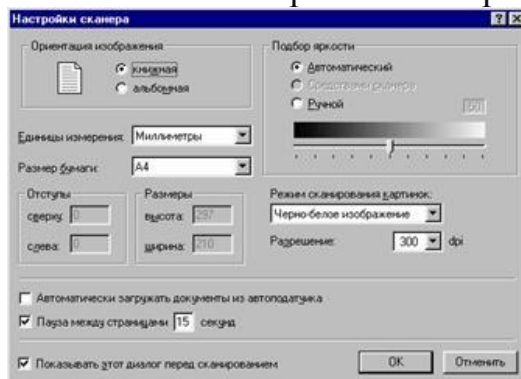 Настройки сканера
Ориентация изображения
книжная
альбомная
Подбор яркости
Автоматический
Средствами сканера
Ручной
50
Единицы измерения: Миллиметры
Размер бумаги: A4
Отступы
сверху: 0
слева: 0
Размеры
высота: 297
ширина: 210
Режим сканирования картинок:
Черно-белое изображение
Разрешение: 300 dpi
Автоматически загружать документы из автоподатчика
Пауза между страницами 15 секунд
Показывать этот диалог перед сканированием
OK
Отменить